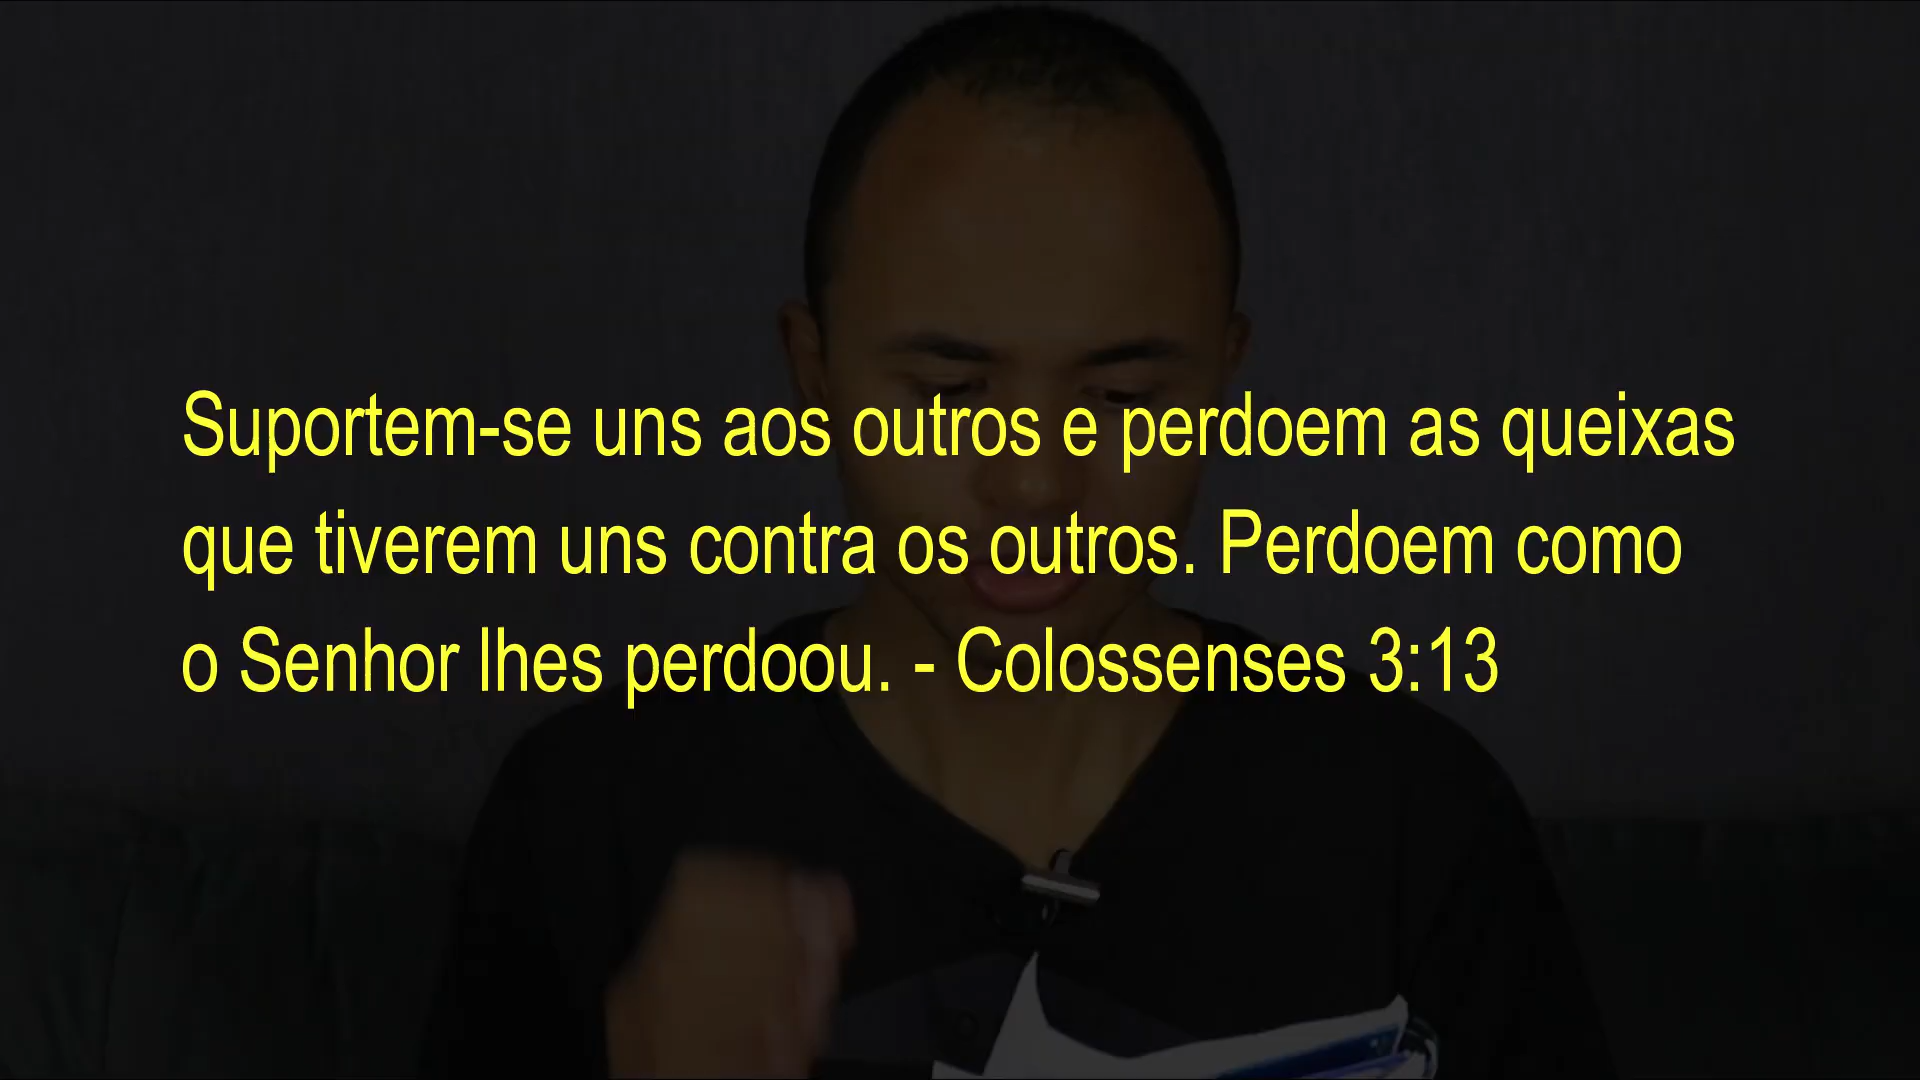 Suportem-se uns aos outros e perdoem as queixas
que tiverem uns contra os outros. Perdoem como
o Senhor lhes perdoou. - Colossenses 3:13